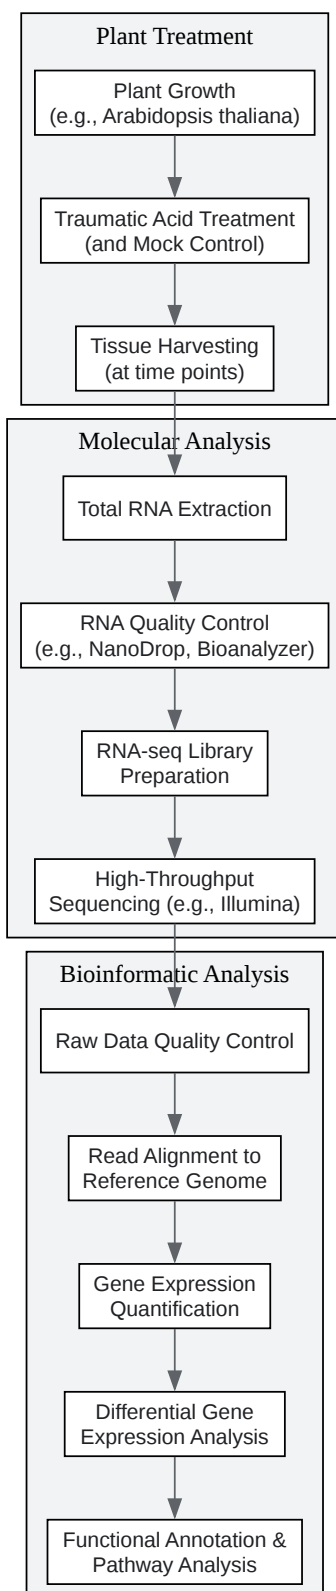 Plant Treatment
Plant Growth
(e.g., Arabidopsis thaliana)
Traumatic Acid Treatment
(and Mock Control)
Tissue Harvesting
(at time points)
Molecular Analysis
Total RNA Extraction
RNA Quality Control
(e.g., NanoDrop, Bioanalyzer)
RNA-seq Library
Preparation
High-Throughput
Sequencing (e.g., Illumina)
Bioinformatic Analysis
Raw Data Quality Control
Read Alignment to
Reference Genome
Gene Expression
Quantification
Differential Gene
Expression Analysis
Functional Annotation &
Pathway Analysis